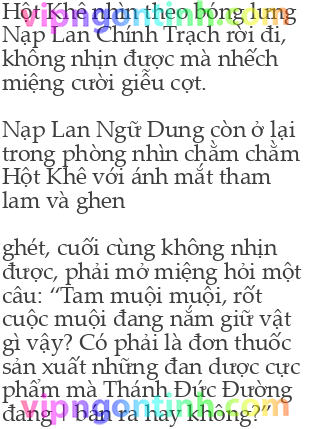 Hột Khê nhìn theo bóng lưng
vipngontinh.com
Nạp Lan Chính Trạch rời đi,
không nhịn được mà nhếch
miệng cười giễu cợt.
Nạp Lan Ngữ Dung còn ở lại
trong phòng nhìn chằm chằm
Hột Khê với ánh mắt tham
lam và ghen
ghét, cuối cùng không nhịn
được, phải mở miệng hỏi một
câu: “Tam muội muội, rốt
cuộc muội đang nắm giữ vật
gì vậy? Có phải là đơn thuốc
sản xuất những đan dược cực
phẩm mà Thánh Đức Đường
đang bán ra hay không?”
vipngontinh.com